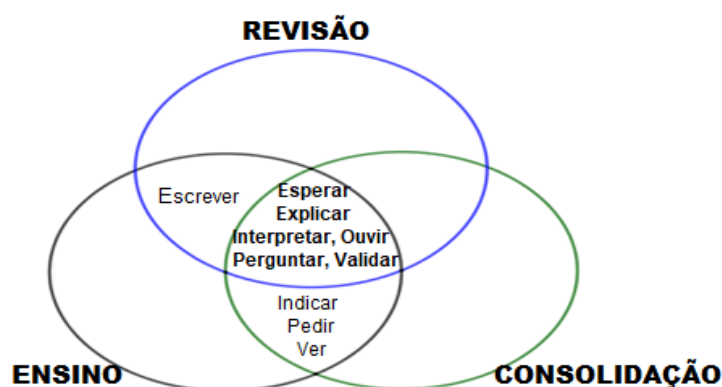 REVISÃO
Escrever
Esperar
Explicar
Interpretar, Ouvir
Perguntar, Validar
Indicar
Pedir
Ver
ENSINO
CONSOLIDAÇÃO